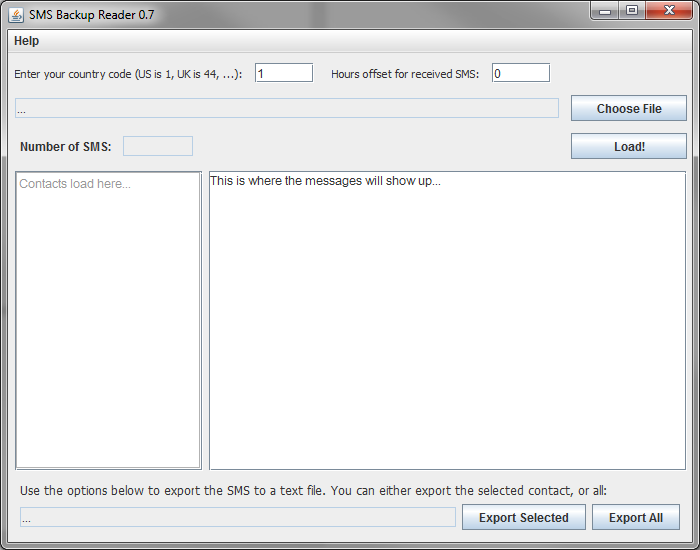 SMS Backup Reader 0.7
Help
Enter your country code (US is 1, UK is 44, ...): 1 Hours offset for received SMS: 0
... Choose File
Number of SMS: Load!
Contacts load here... This is where the messages will show up...
Use the options below to export the SMS to a text file. You can either export the selected contact, or all:
... Export Selected Export All